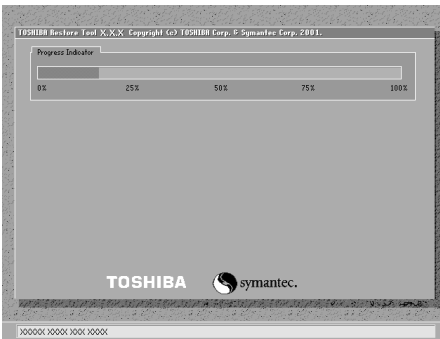 TOSHIBA Restore Tool X.X.X Copyright (c) TOSHIBA Corp. & Symantec Corp. 2001.
Progress Indicator
0% 25% 50% 75% 100%
TOSHIBA symantec.
XXXXX XXXX XXX XXXX